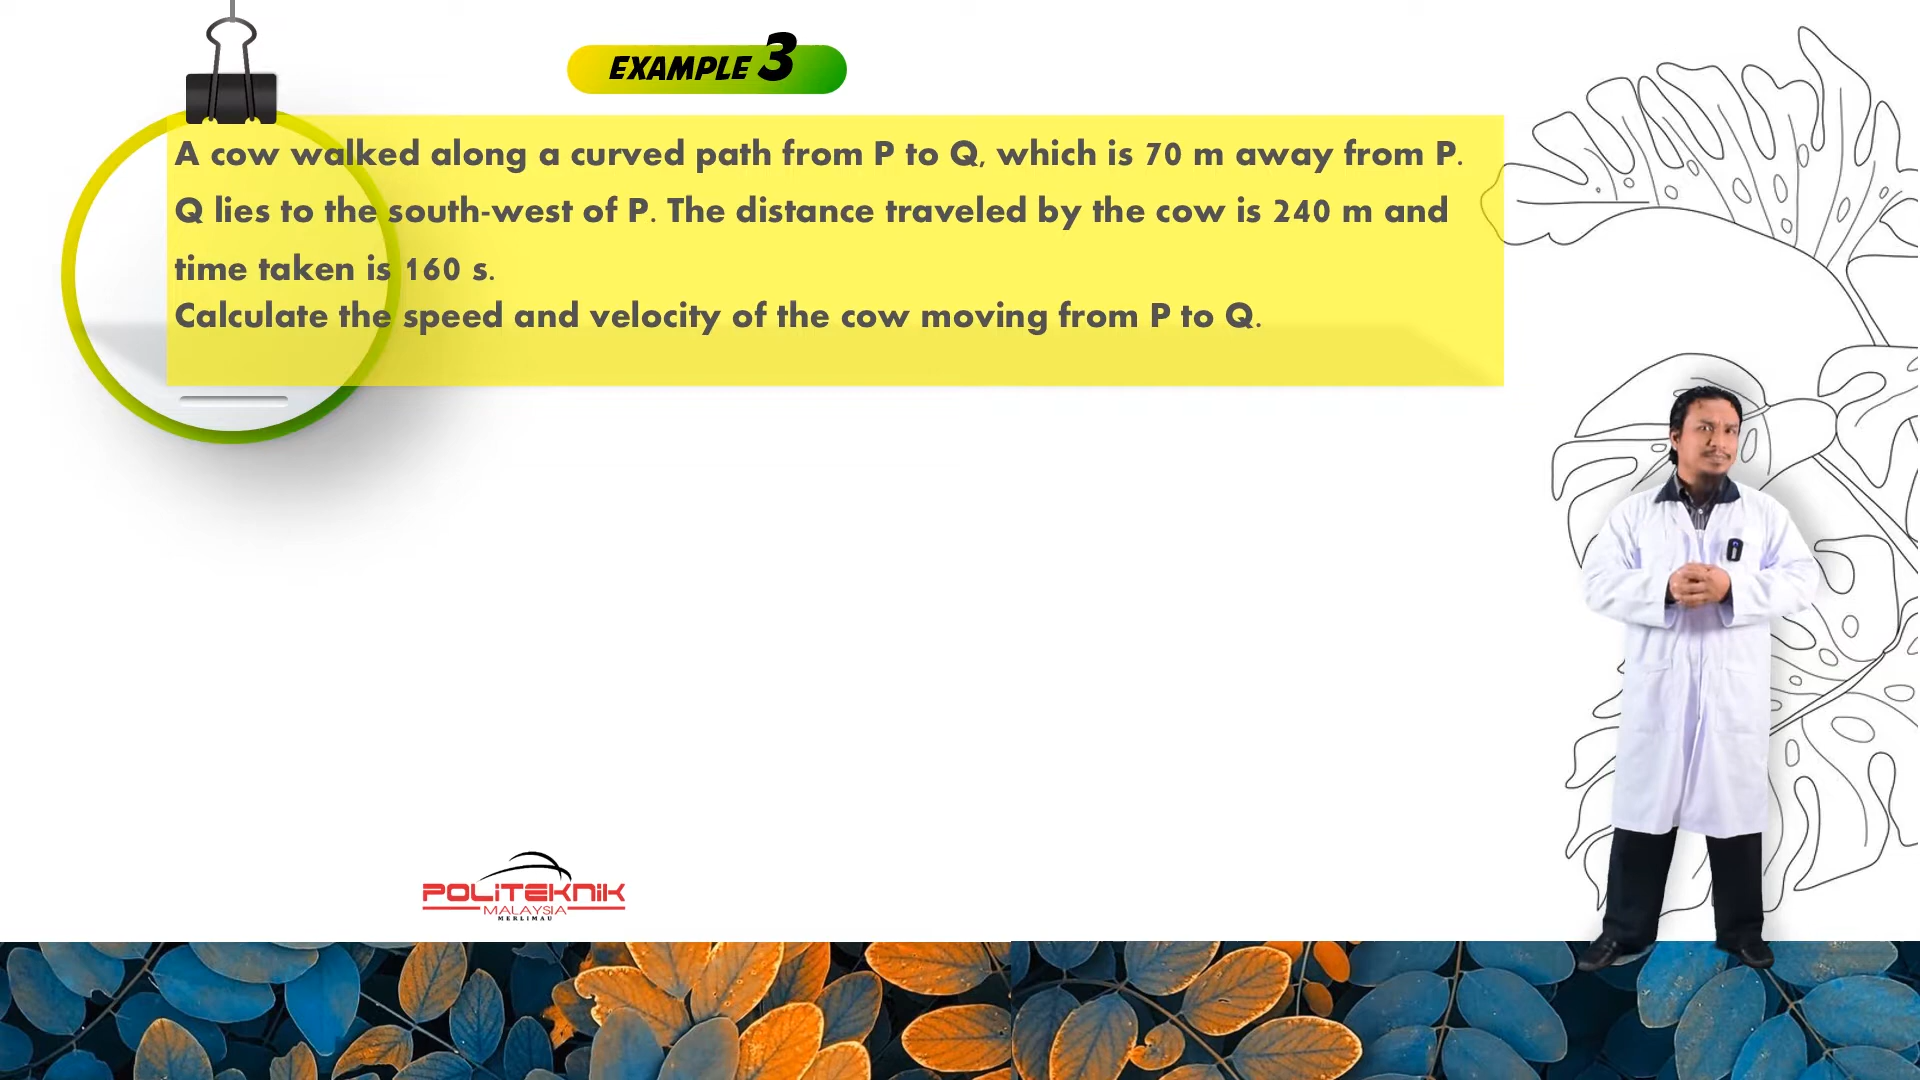 EXAMPLE 3
A cow walked along a curved path from P to Q, which is 70 m away from P.
Q lies to the south-west of P. The distance traveled by the cow is 240 m and
time taken is 160 s.
Calculate the speed and velocity of the cow moving from P to Q.
POLITEKNIK
MALAYSIA
MERLIMAU